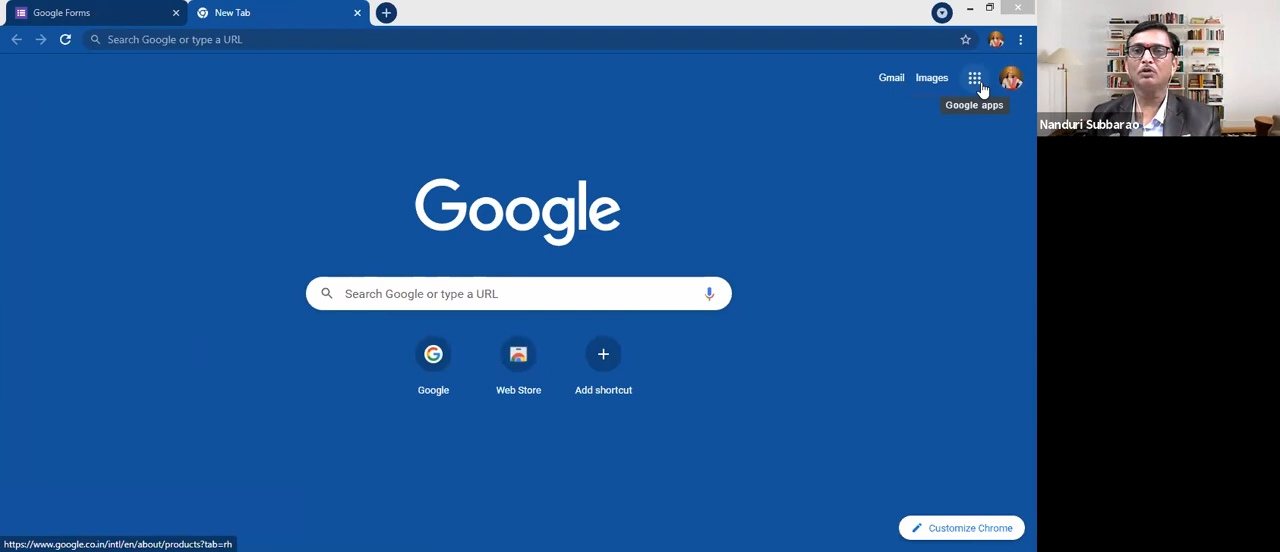 Google Forms
New Tab
Search Google or type a URL
Gmail Images
Google apps
Nanduri Subbarao
Google
Search Google or type a URL
Google Web Store Add shortcut
Customize Chrome
https://www.google.co.in/intl/en/about/products?tab=rh